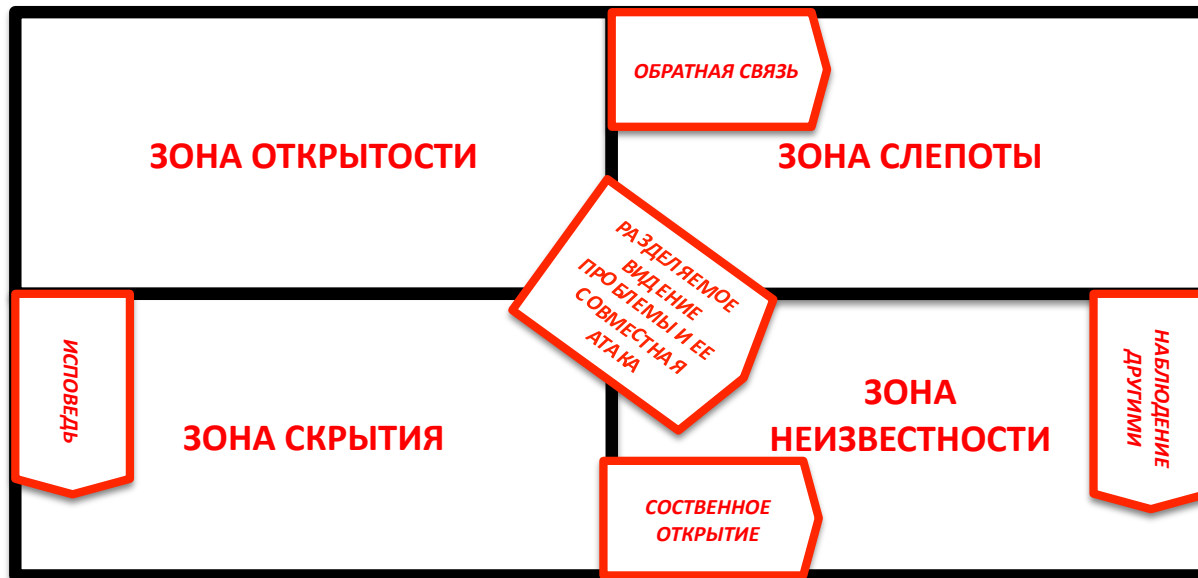 ОБРАТНАЯ СВЯЗЬ
ЗОНА ОТКРЫТОСТИ
ЗОНА СЛЕПОТЫ
РАЗДЕЛЯЕМОЕ
ВИДЕНИЕ
ПРОБЛЕМЫ И ЕЕ
СОВМЕСТНАЯ
АТАКА
ИСПОВЕДЬ
ЗОНА СКРЫТИЯ
ЗОНА
НЕИЗВЕСТНОСТИ
НАБЛЮДЕНИЕ
ДРУГИМИ
СОСТВЕННОЕ
ОТКРЫТИЕ